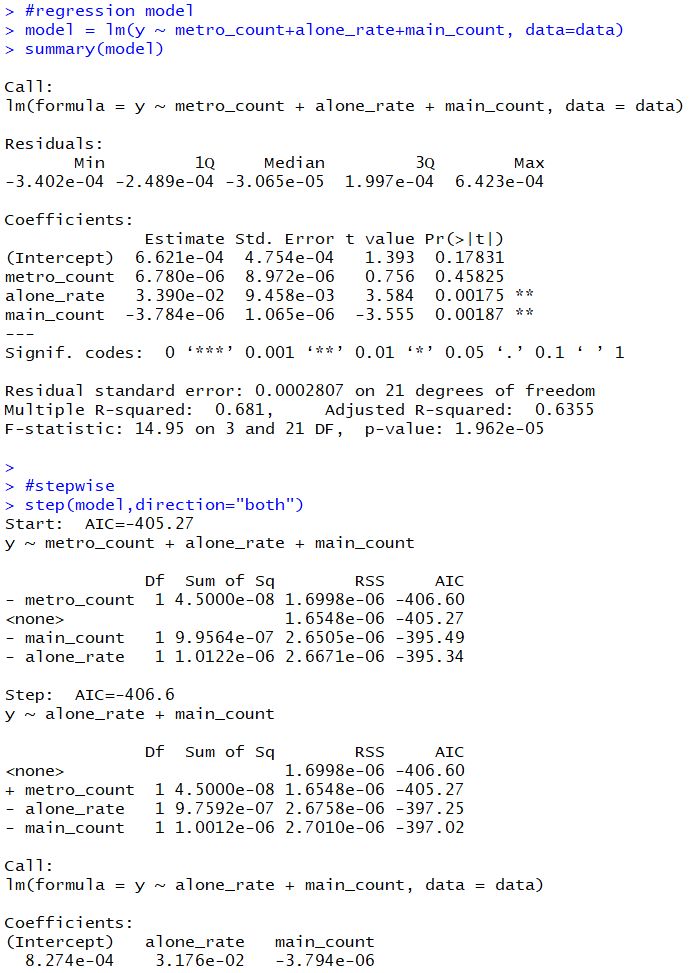 > #regression model
> model = lm(y ~ metro_count+alone_rate+main_count, data=data)
> summary(model)

Call:
lm(formula = y ~ metro_count + alone_rate + main_count, data = data)

Residuals:
       Min         1Q     Median         3Q        Max
-3.402e-04 -2.489e-04 -3.065e-05  1.997e-04  6.423e-04

Coefficients:
              Estimate Std. Error t value Pr(>|t|)
(Intercept)  6.621e-04  4.754e-04   1.393  0.17831
metro_count  6.780e-06  8.972e-06   0.756  0.45825
alone_rate   3.390e-02  9.458e-03   3.584  0.00175 **
main_count  -3.784e-06  1.065e-06  -3.555  0.00187 **
---
Signif. codes:  0 ‘***’ 0.001 ‘**’ 0.01 ‘*’ 0.05 ‘.’ 0.1 ‘ ’ 1

Residual standard error: 0.0002807 on 21 degrees of freedom
Multiple R-squared:  0.681,     Adjusted R-squared:  0.6355
F-statistic: 14.95 on 3 and 21 DF,  p-value: 1.962e-05

>
> #stepwise
> step(model,direction="both")
Start:  AIC=-405.27
y ~ metro_count + alone_rate + main_count

              Df  Sum of Sq        RSS     AIC
- metro_count  1 4.5000e-08 1.6998e-06 -406.60
<none>                      1.6548e-06 -405.27
- main_count   1 9.9564e-07 2.6505e-06 -395.49
- alone_rate   1 1.0122e-06 2.6671e-06 -395.34

Step:  AIC=-406.6
y ~ alone_rate + main_count

              Df  Sum of Sq        RSS     AIC
<none>                      1.6998e-06 -406.60
+ metro_count  1 4.5000e-08 1.6548e-06 -405.27
- alone_rate   1 9.7592e-07 2.6758e-06 -397.25
- main_count   1 1.0012e-06 2.7010e-06 -397.02

Call:
lm(formula = y ~ alone_rate + main_count, data = data)

Coefficients:
(Intercept)   alone_rate   main_count
  8.274e-04    3.176e-02   -3.794e-06